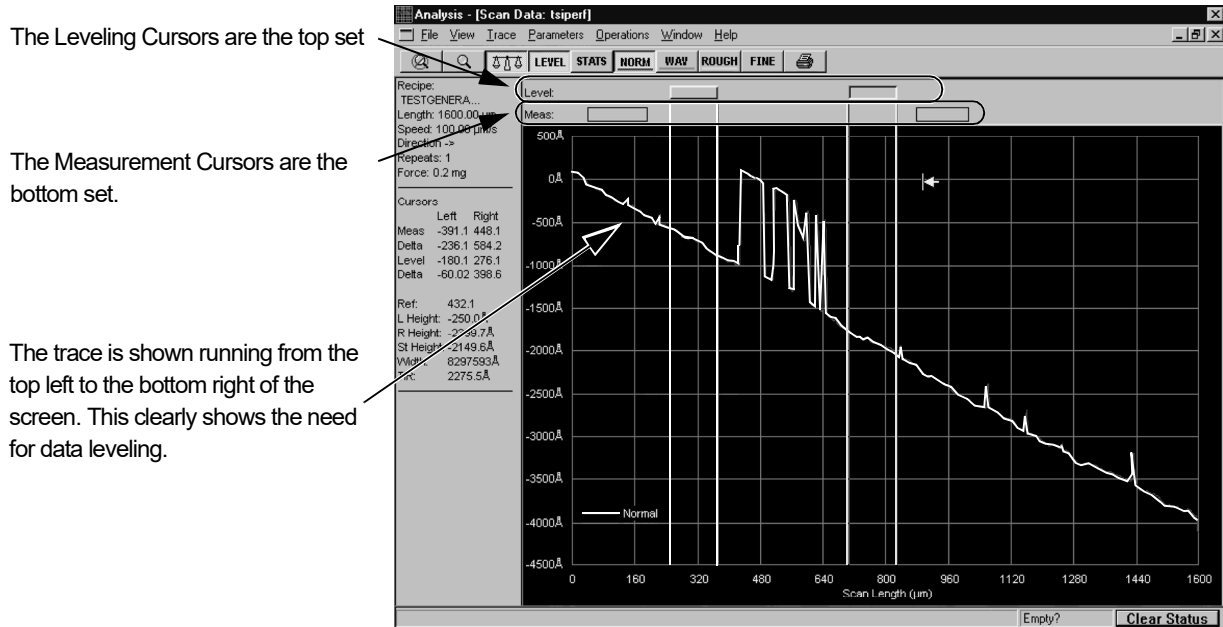 The Leveling Cursors are the top set
The Measurement Cursors are the
bottom set.
The trace is shown running from the
top left to the bottom right of the
screen. This clearly shows the need
for data leveling.
Analysis - [Scan Data: tsiperf]
File View Trace Parameters Operations Window Help
LEVEL STATS NORM WAV ROUGH FINE
Recipe:
TESTGENERA...
Length: 1600.00 µm
Speed: 100.00 µm/s
Direction ->
Repeats: 1
Force: 0.2 mg
Cursors
Left Right
Meas -391.1 448.1
Delta -236.1 584.2
Level -180.1 276.1
Delta -60.02 398.6
Ref: 432.1
L Height: -250.0Å
R Height:
St Height: -2149.6Å
Width: 8297593Å
TIR: 2275.5Å
Level:
Meas:
500Å
0Å
-500Å
-1000Å
-1500Å
-2000Å
-2500Å
-3000Å
-3500Å
-4000Å
-4500Å
Normal
0 160 320 480 640 800 960 1120 1280 1440 1600
Scan Length (µm)
Empty? Clear Status